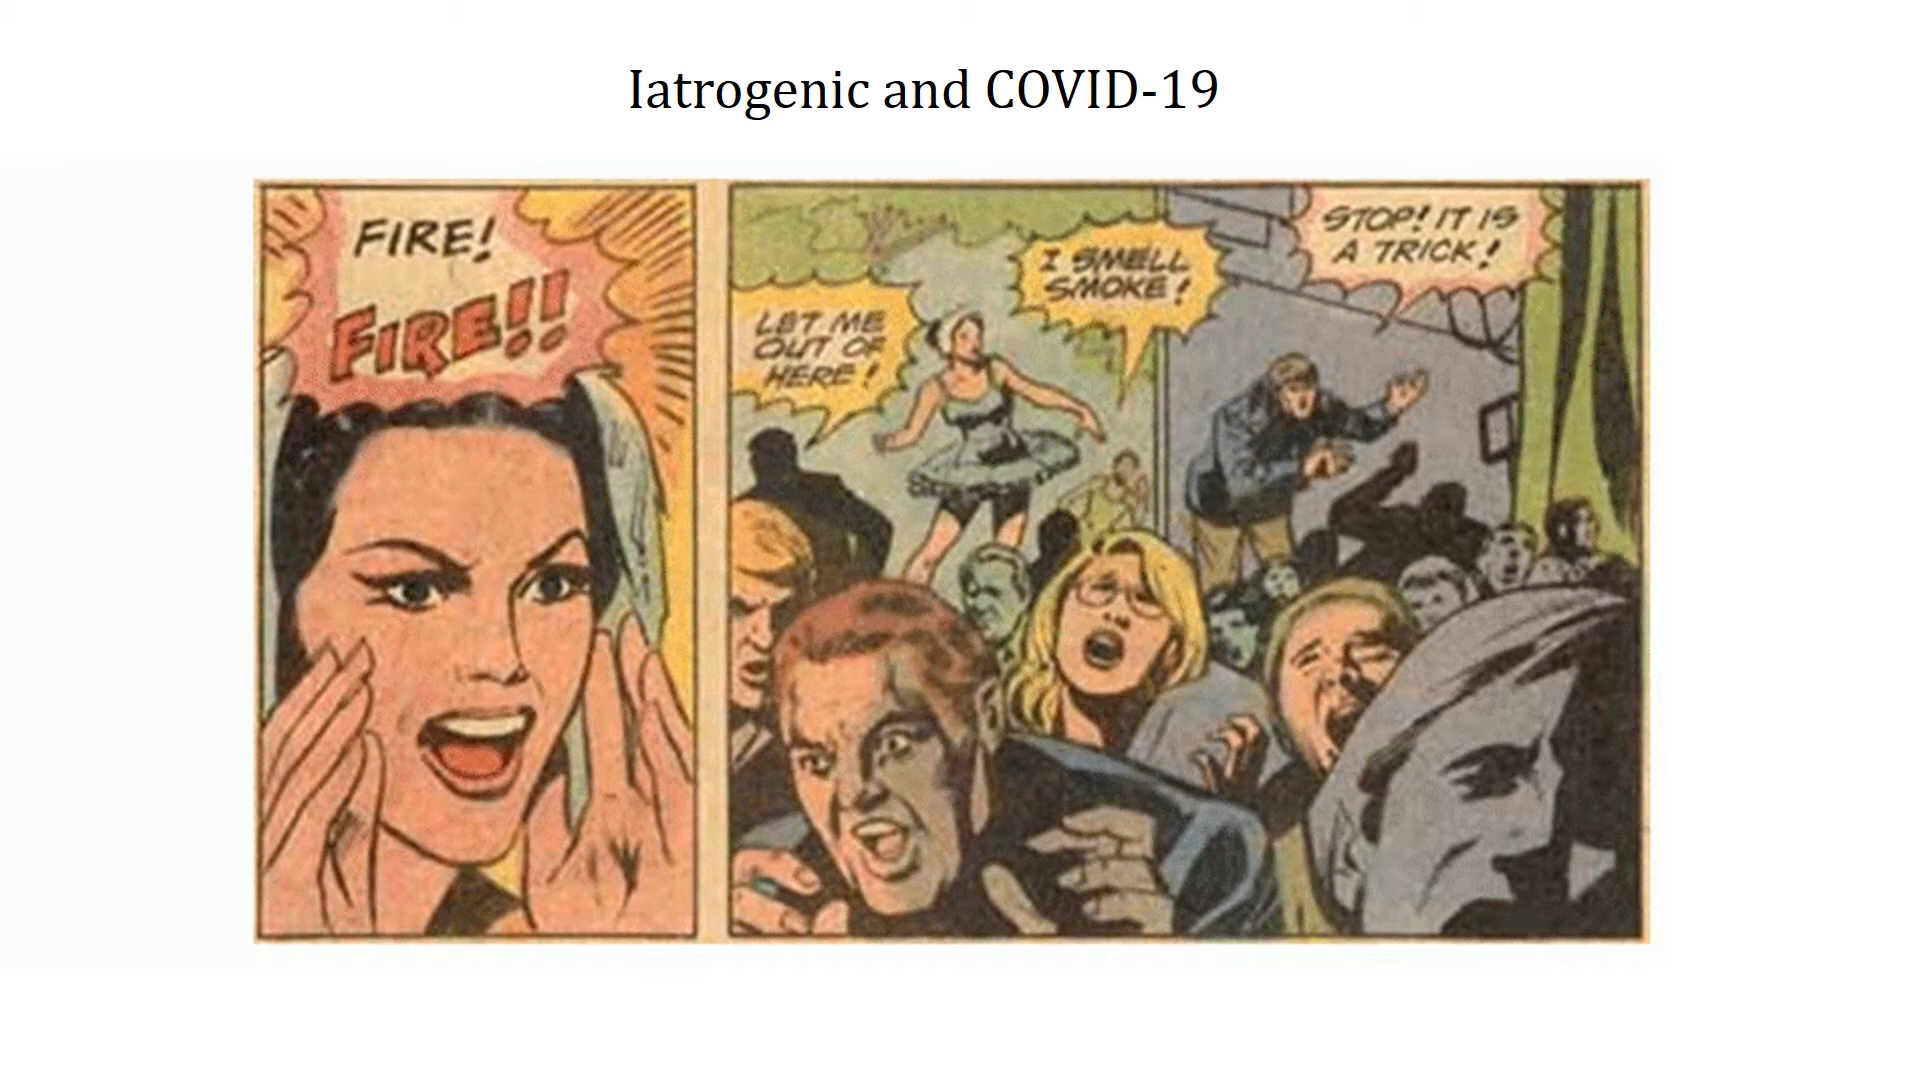 Iatrogenic and COVID-19
FIRE!
FIRE!!
LET ME
OUT OF
HERE!
I SMELL
SMOKE!
STOP! IT IS
A TRICK!